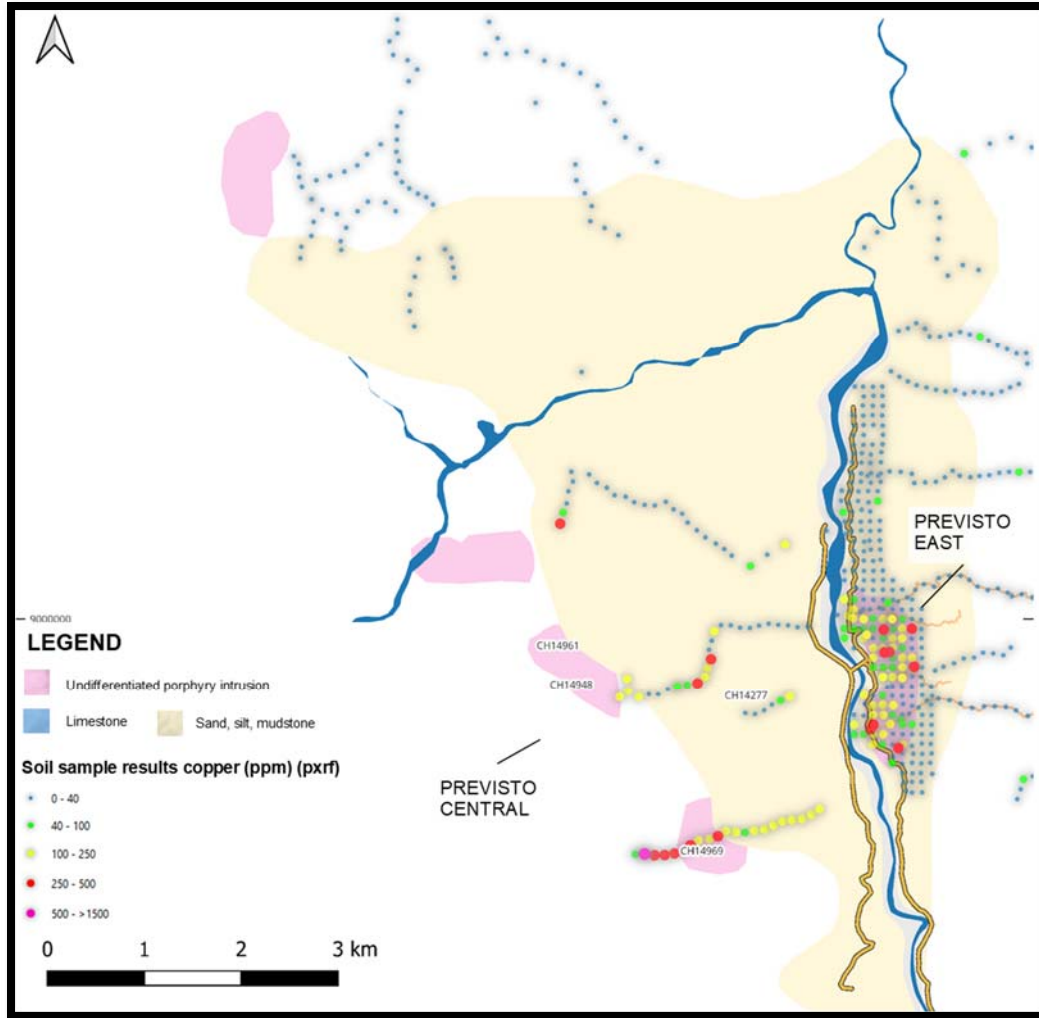 PREVISTO
EAST
9000000
LEGEND
CH14961
Undifferentiated porphyry intrusion
CH14948
CH14277
Limestone
Sand, silt, mudstone
Soil sample results copper (ppm) (pxrf)
PREVISTO
CENTRAL
0 - 40
40 - 100
100 - 250
CH14969
250 - 500
500 - >1500
0 1 2 3 km